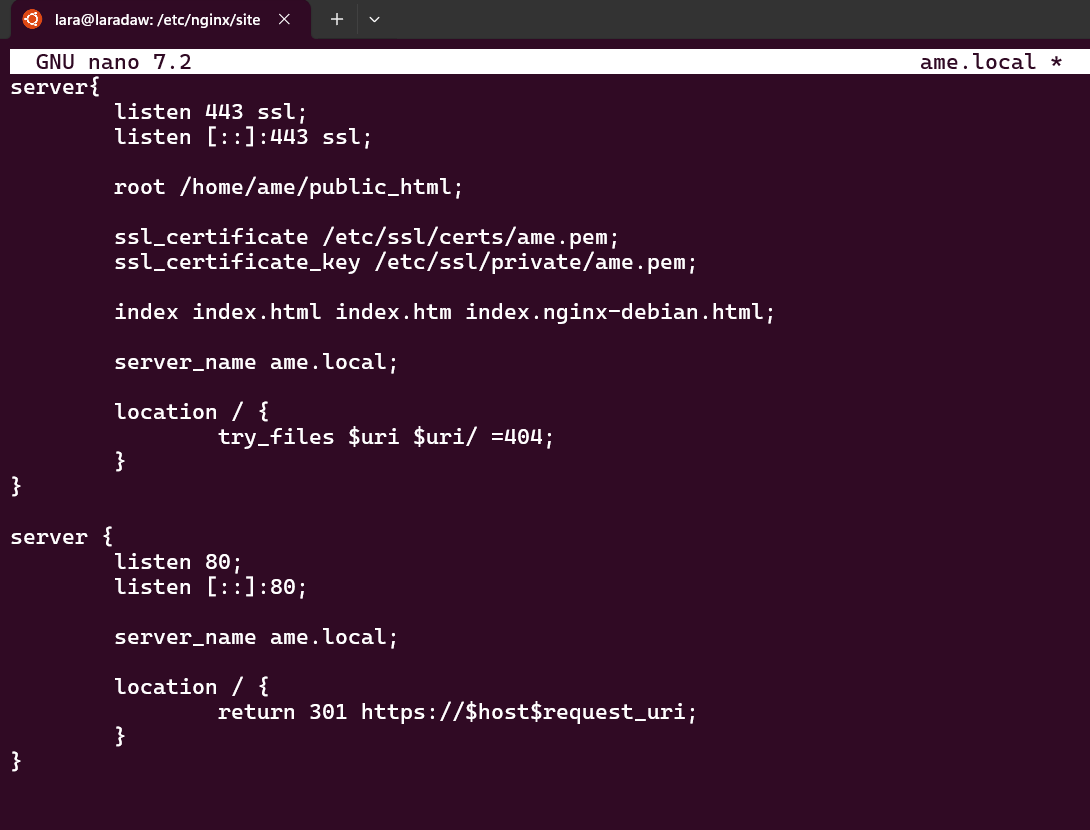 lara@laradaw: /etc/nginx/site
GNU nano 7.2 ame.local *
server{
        listen 443 ssl;
        listen [::]:443 ssl;

        root /home/ame/public_html;

        ssl_certificate /etc/ssl/certs/ame.pem;
        ssl_certificate_key /etc/ssl/private/ame.pem;

        index index.html index.htm index.nginx-debian.html;

        server_name ame.local;

        location / {
                try_files $uri $uri/ =404;
        }
}

server {
        listen 80;
        listen [::]:80;

        server_name ame.local;

        location / {
                return 301 https://$host$request_uri;
        }
}